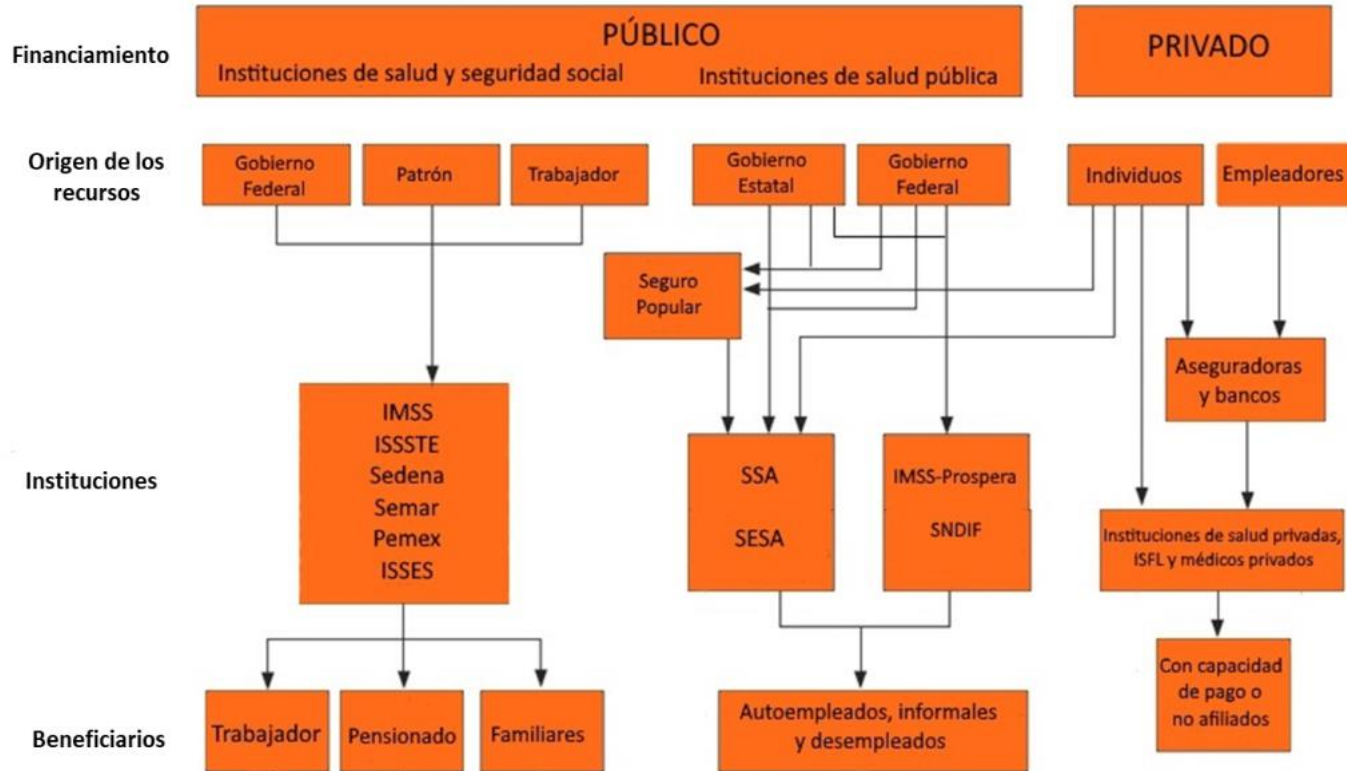 Financiamiento
PÚBLICO
Instituciones de salud y seguridad social
Instituciones de salud pública
PRIVADO
Origen de los
recursos
Gobierno
Federal
Patrón
Trabajador
Gobierno
Estatal
Gobierno
Federal
Individuos
Empleadores
Seguro
Popular
Aseguradoras
y bancos
Instituciones
IMSS
ISSSTE
Sedena
Semar
Pemex
ISSES
SSA
SESA
IMSS-Prospera
SNDIF
Instituciones de salud privadas,
ISFL y médicos privados
Beneficiarios
Trabajador
Pensionado
Familiares
Autoempleados, informales
y desempleados
Con capacidad
de pago o
no afiliados